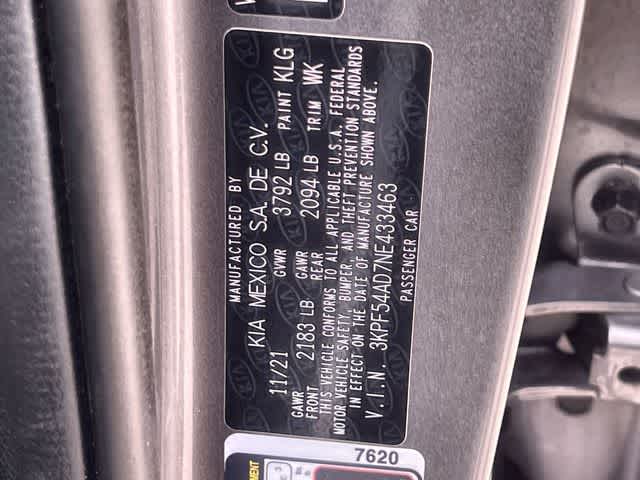 MANUFACTURED BY
KIA MEXICO S.A. DE C.V.
11/21 GVWR 3792 LB PAINT KLG
GAWR FRONT 2183 LB GAWR REAR 2094 LB TRIM WK
THIS VEHICLE CONFORMS TO ALL APPLICABLE U.S.A. FEDERAL
MOTOR VEHICLE SAFETY, BUMPER, AND THEFT PREVENTION STANDARDS
IN EFFECT ON THE DATE OF MANUFACTURE SHOWN ABOVE.
V.I.N. 3KPF54AD7NE433463
PASSENGER CAR
7620